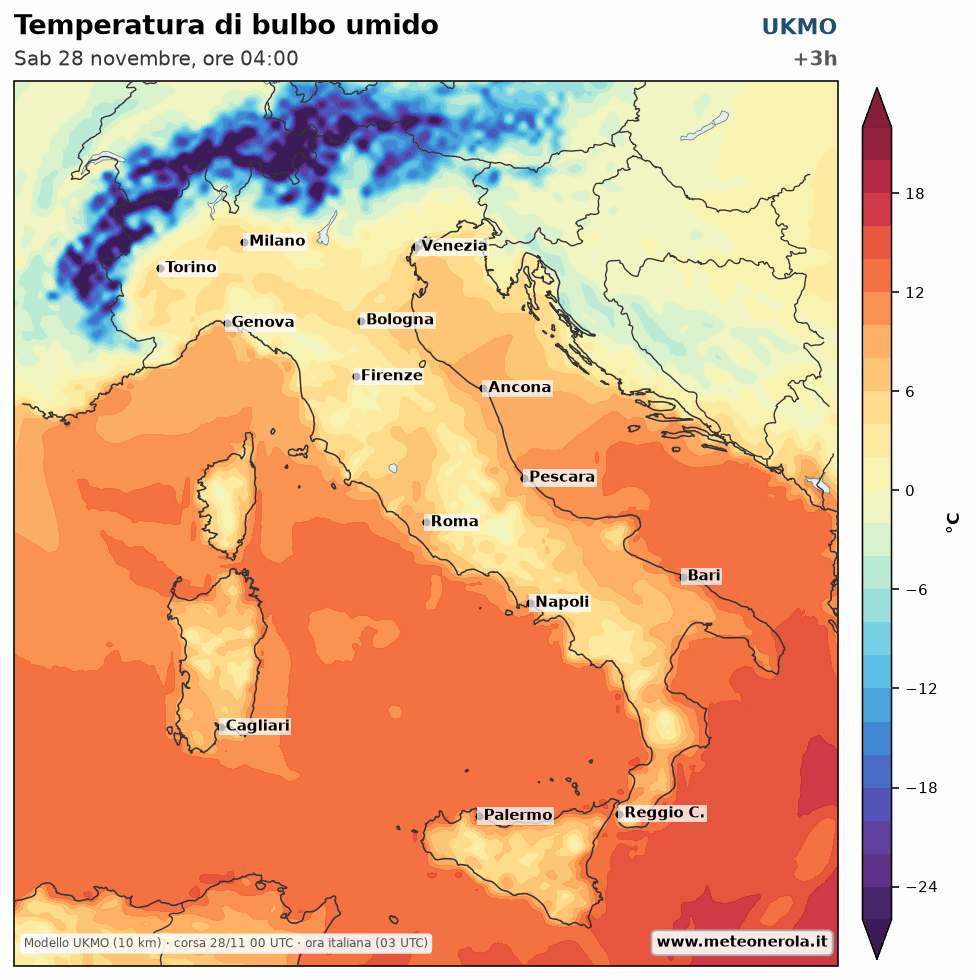 Temperatura di bulbo umido
UKMO
Sab 28 novembre, ore 04:00
+3h
Milano
Venezia
Torino
Genova
Bologna
Firenze
Ancona
Pescara
Roma
Bari
Napoli
Cagliari
Palermo
Reggio C.
18
12
6
0
−6
−12
−18
−24
°C
Modello UKMO (10 km) · corsa 28/11 00 UTC · ora italiana (03 UTC)
www.meteonerola.it